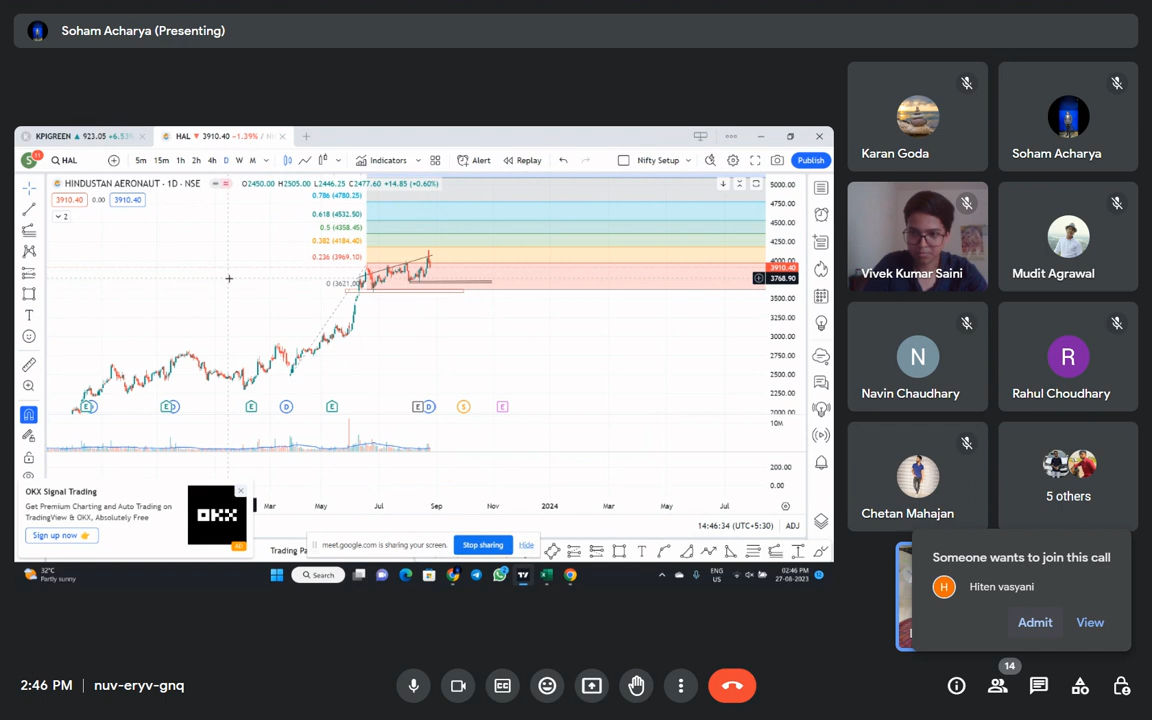 Soham Acharya (Presenting)
KPIGREEN ▲ 923.05 +6.53%
HAL ▼ 3910.40 −1.39% / N
S 11 HAL 5m 15m 1h 2h 4h D W M Indicators Alert Replay Nifty Setup Publish
HINDUSTAN AERONAUT · 1D · NSE O2450.00 H2505.00 L2446.25 C2477.60 +14.85 (+0.60%)
3910.40 0.00 3910.40
2
0.786 (4780.25)
0.618 (4532.50)
0.5 (4358.45)
0.382 (4184.40)
0.236 (3969.10)
0 (3621.00
5000.00
4750.00
4500.00
4250.00
4000.00
3910.40
3768.90
3500.00
3250.00
3000.00
2750.00
2500.00
2250.00
2000.00
10M
200.00
0.00
E D E D E D E E D S E
Mar May Jul Sep Nov 2024 Mar May Jul
14:46:34 (UTC+5:30) ADJ
OKX Signal Trading
Get Premium Charting and Auto Trading on
TradingView & OKX, Absolutely Free
Sign up now
OKX
AD
Trading Pa
meet.google.com is sharing your screen. Stop sharing Hide
32°C
Partly sunny
Search
ENG
US
02:46 PM
27-08-2023
Karan Goda
Soham Acharya
Vivek Kumar Saini
Mudit Agrawal
N
Navin Chaudhary
R
Rahul Choudhary
Chetan Mahajan
5 others
Someone wants to join this call
H Hiten vasyani
Admit View
2:46 PM | nuv-eryv-gnq
14